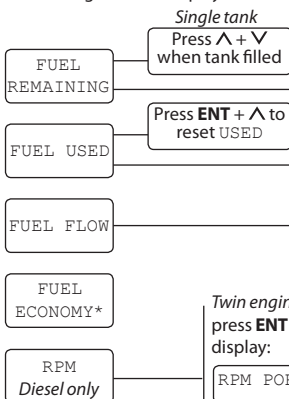 Single tank
Press ∧ + ∨
when tank filled
FUEL
REMAINING
Press ENT + ∧ to
reset USED
FUEL USED
FUEL FLOW
FUEL
ECONOMY*
Twin engin
press ENT
display:
RPM
Diesel only
RPM